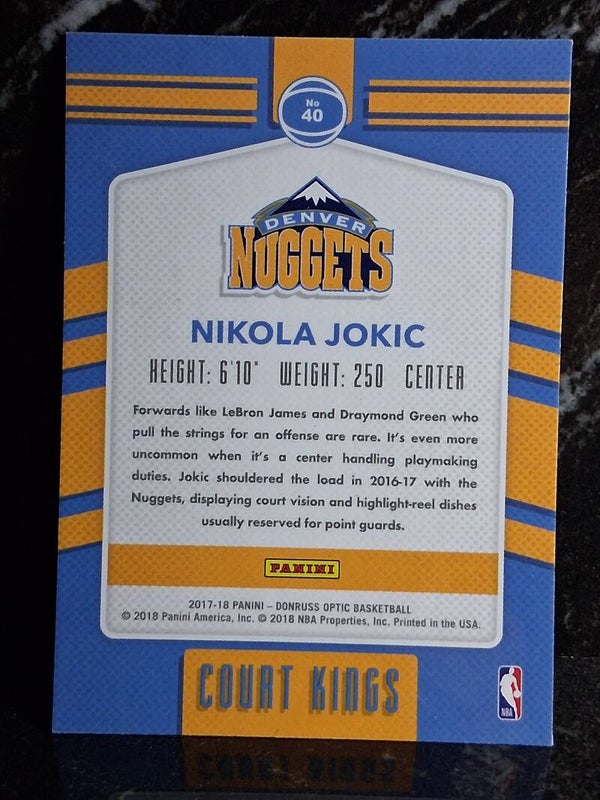 No
40
DENVER
NUGGETS
NIKOLA JOKIC
HEIGHT: 6'10" WEIGHT: 250 CENTER
Forwards like LeBron James and Draymond Green who
pull the strings for an offense are rare. It's even more
uncommon when it's a center handling playmaking
duties. Jokic shouldered the load in 2016-17 with the
Nuggets, displaying court vision and highlight-reel dishes
usually reserved for point guards.
PANINI
2017-18 PANINI – DONRUSS OPTIC BASKETBALL
© 2018 Panini America, Inc. © 2018 NBA Properties, Inc. Printed in the USA.
COURT KINGS
NBA